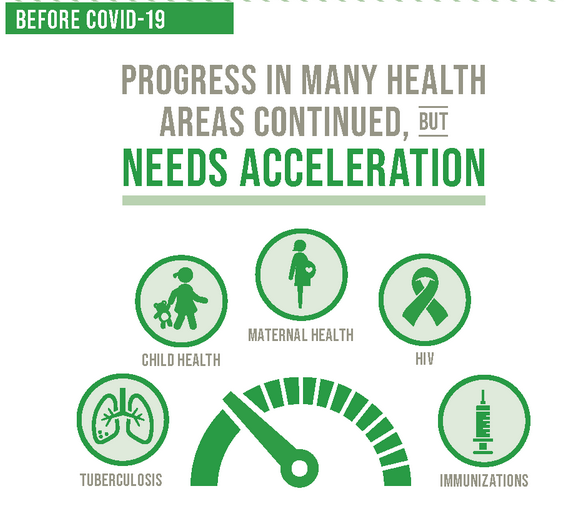 BEFORE COVID-19
PROGRESS IN MANY HEALTH
AREAS CONTINUED, BUT
NEEDS ACCELERATION
MATERNAL HEALTH
CHILD HEALTH
HIV
TUBERCULOSIS
IMMUNIZATIONS